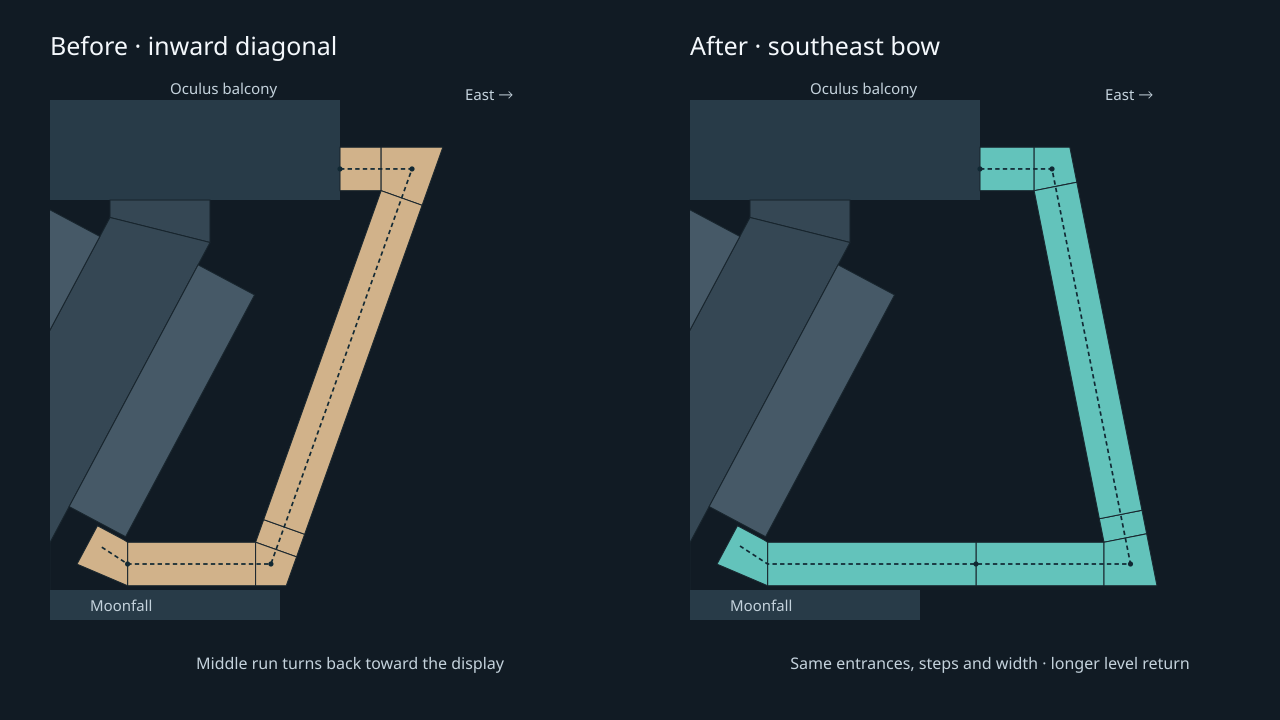 Before · inward diagonal
After · southeast bow
Oculus balcony
East →
Oculus balcony
East →
Moonfall
Moonfall
Middle run turns back toward the display
Same entrances, steps and width · longer level return